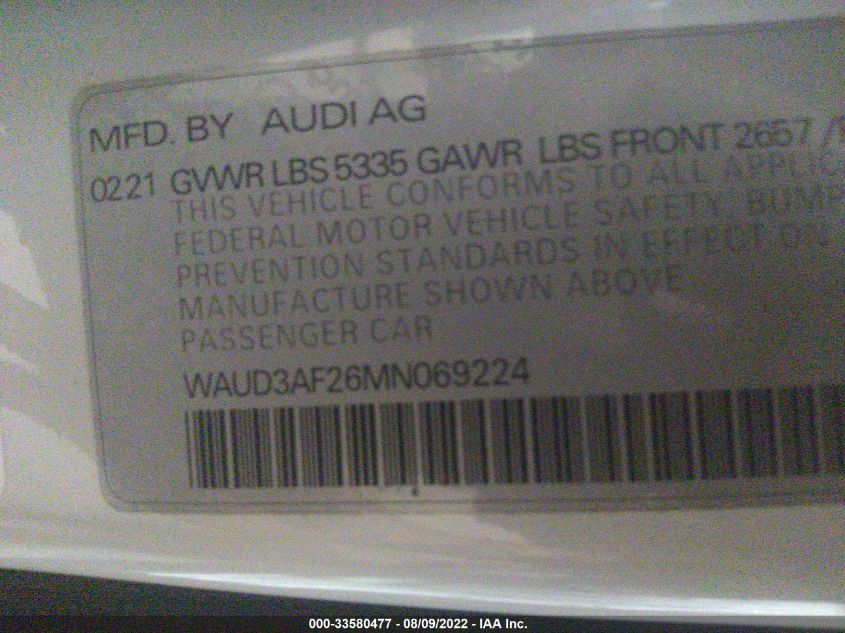 MFD. BY AUDI AG
0221 GVWR LBS 5335 GAWR LBS FRONT 2657
THIS VEHICLE CONFORMS TO ALL
FEDERAL MOTOR VEHICLE SAFETY, BUMP
PREVENTION STANDARDS IN EFFECT ON
MANUFACTURE SHOWN ABOVE
PASSENGER CAR
WAUD3AF26MN069224
000-33580477 - 08/09/2022 - IAA Inc.